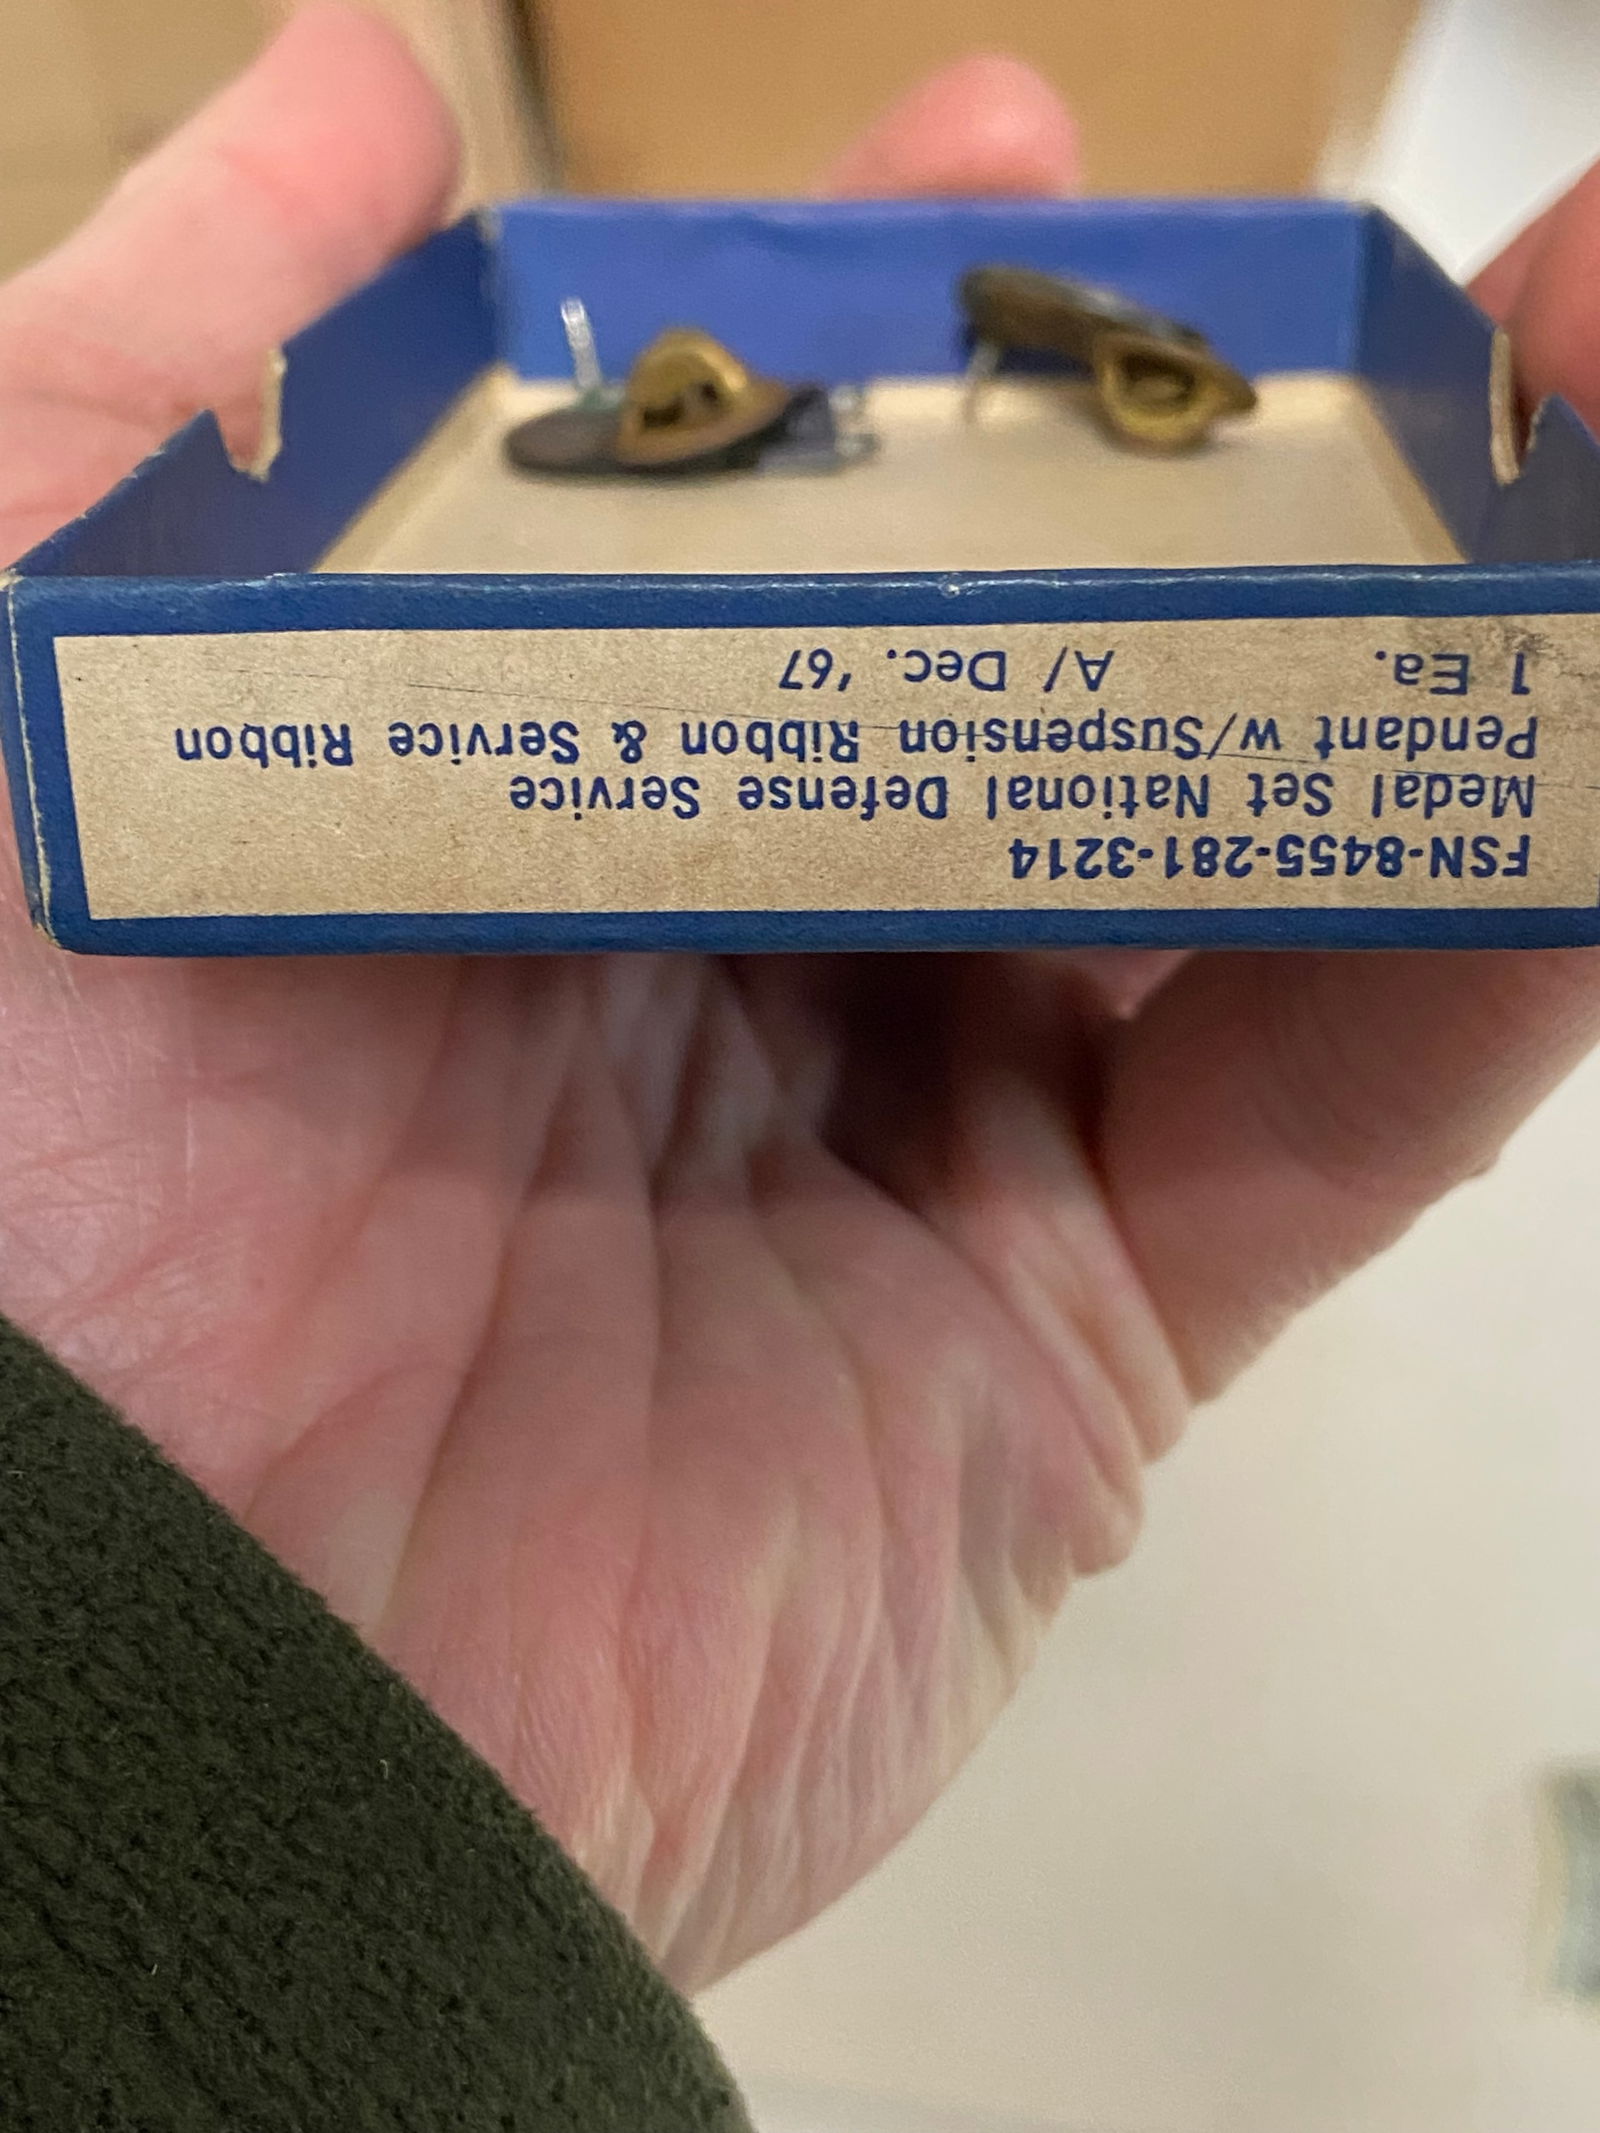 FSN-8455-281-3214
Medal Set National Defense Service
Pendant w/Suspension Ribbon & Service Ribbon
1 Ea. A/ Dec. '67